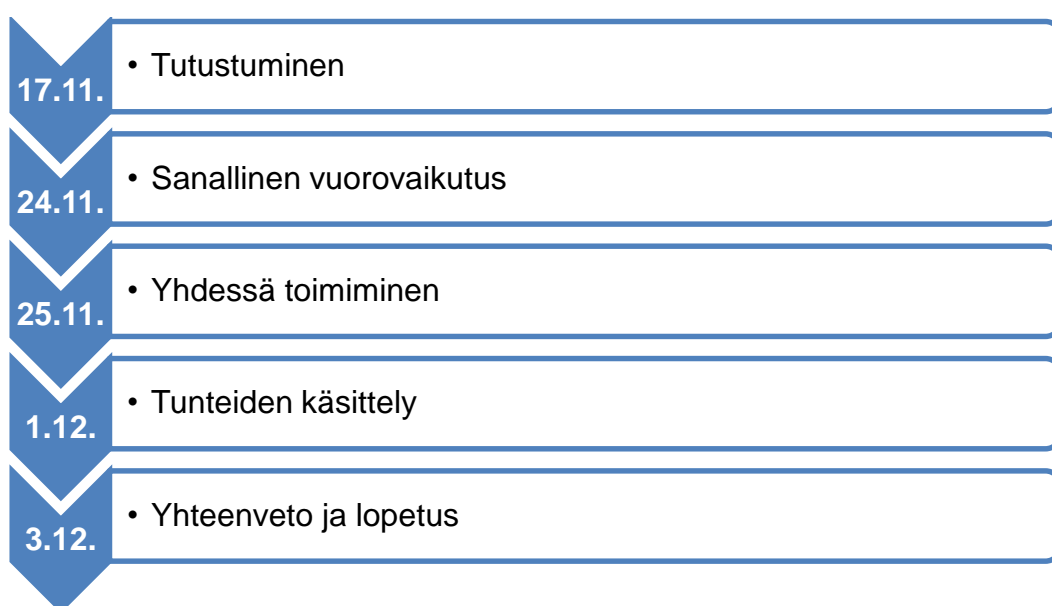 17.11.
• Tutustuminen
24.11.
• Sanallinen vuorovaikutus
25.11.
• Yhdessä toimiminen
1.12.
• Tunteiden käsittely
3.12.
• Yhteenveto ja lopetus